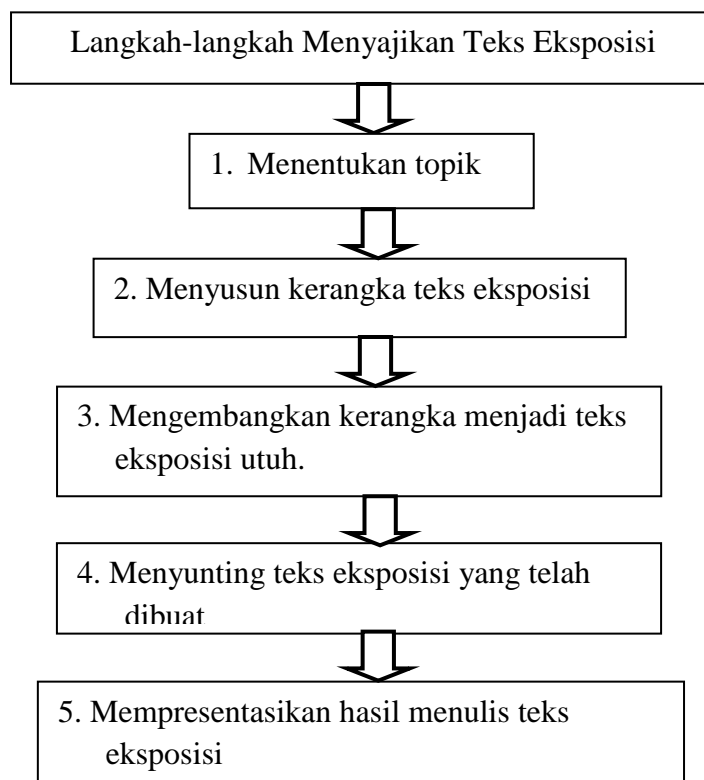 Langkah-langkah Menyajikan Teks Eksposisi
1. Menentukan topik
2. Menyusun kerangka teks eksposisi
3. Mengembangkan kerangka menjadi teks
eksposisi utuh.
4. Menyunting teks eksposisi yang telah
dibuat
5. Mempresentasikan hasil menulis teks
eksposisi